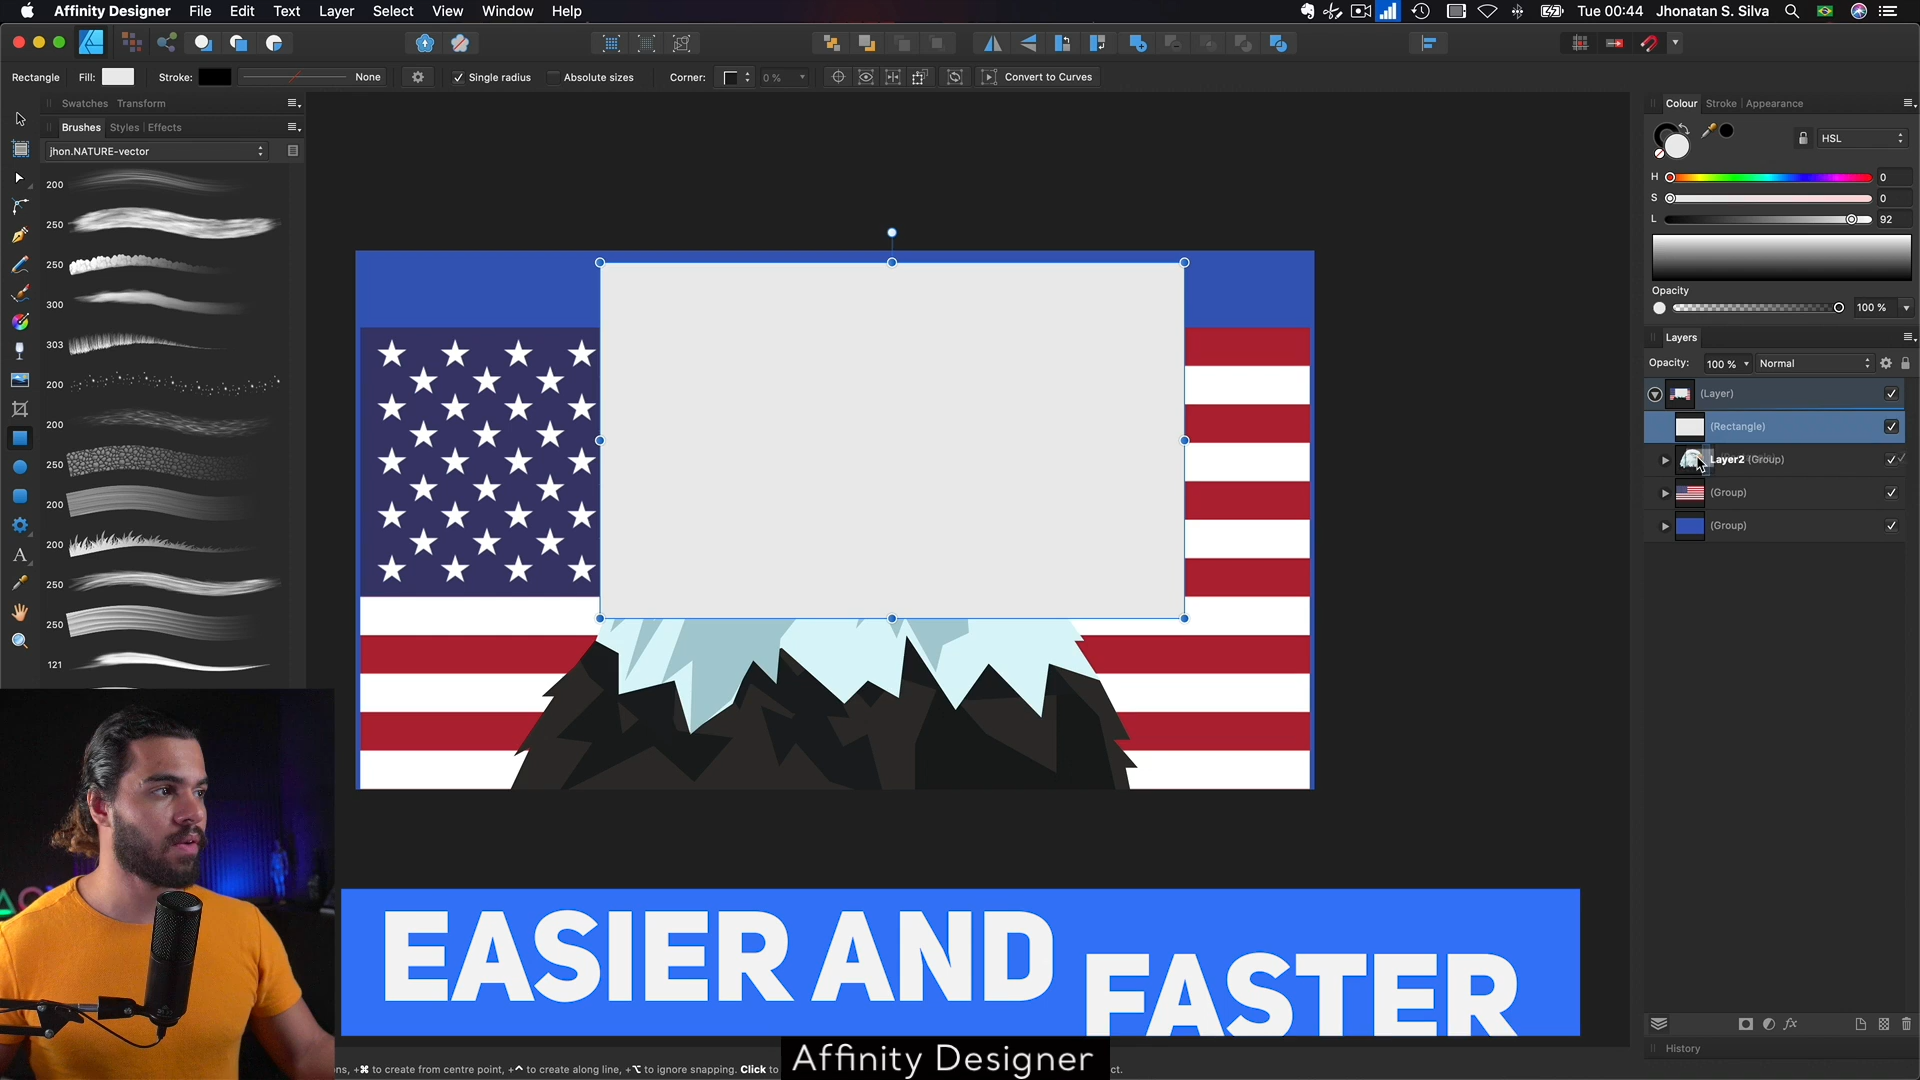 Affinity Designer File Edit Text Layer Select View Window Help
Tue 00:44 Jhonatan S. Silva
Rectangle Fill: Stroke: None Single radius Absolute sizes Corner: 0 % Convert to Curves
Swatches Transform
Brushes Styles Effects
jhon.NATURE-vector
200
250
250
300
303
200
200
250
200
200
250
250
121
Colour Stroke Appearance
HSL
H 0
S 0
L 92
Opacity
100 %
Layers
Opacity: 100 % Normal
(Layer)
(Rectangle)
Layer2 (Group)
(Group)
(Group)
fx
History
EASIER AND
FASTER
Affinity Designer
ons, +⌘ to create from centre point, +^ to create along line, +⌥ to ignore snapping. Click to
ct.